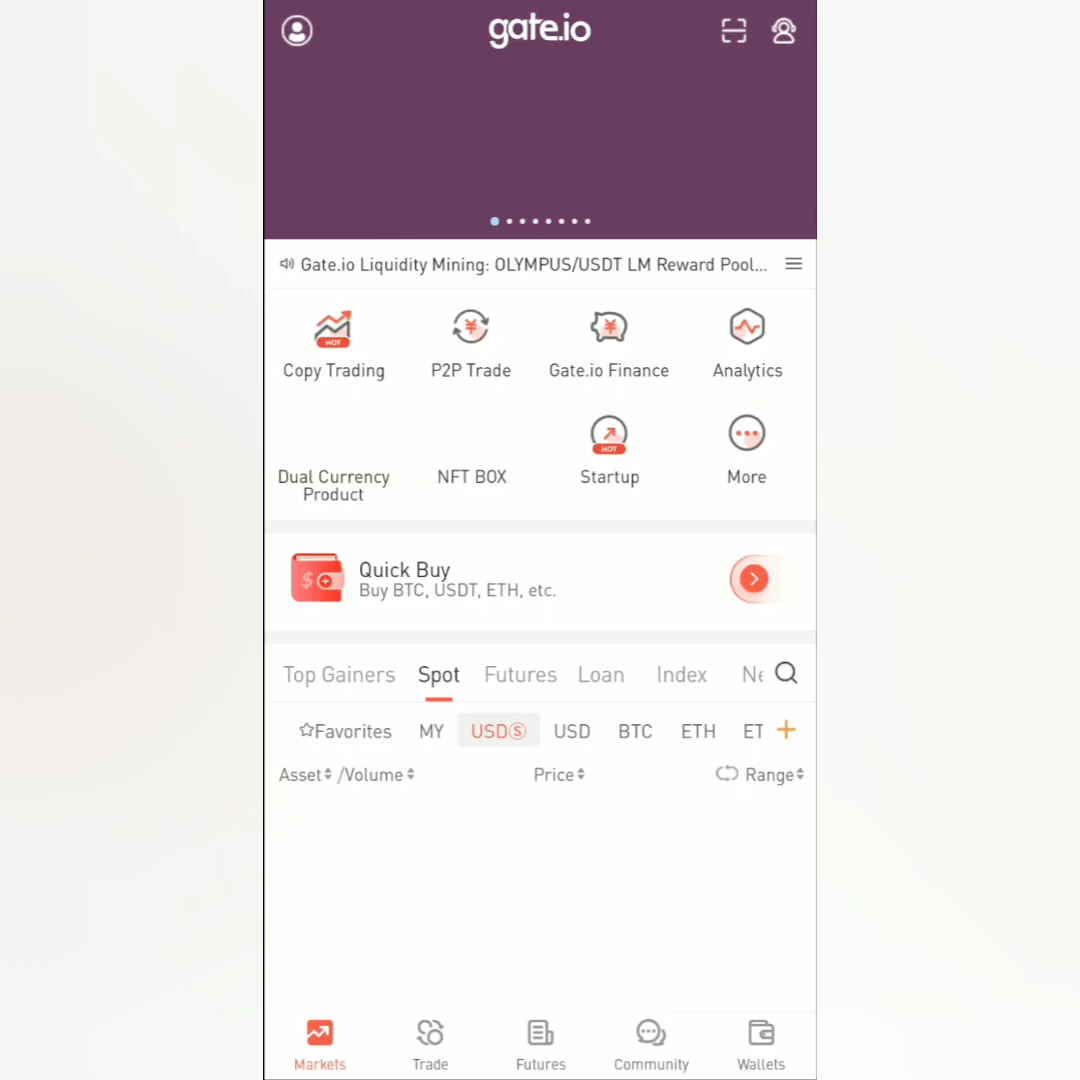 gate.io
Gate.io Liquidity Mining: OLYMPUS/USDT LM Reward Pool...
HOT
Copy Trading P2P Trade Gate.io Finance Analytics
HOT
Dual Currency Product NFT BOX Startup More
$
Quick Buy
Buy BTC, USDT, ETH, etc.
Top Gainers Spot Futures Loan Index Ne
Favorites MY USDⓈ USD BTC ETH ET +
Asset /Volume Price Range
Markets Trade Futures Community Wallets